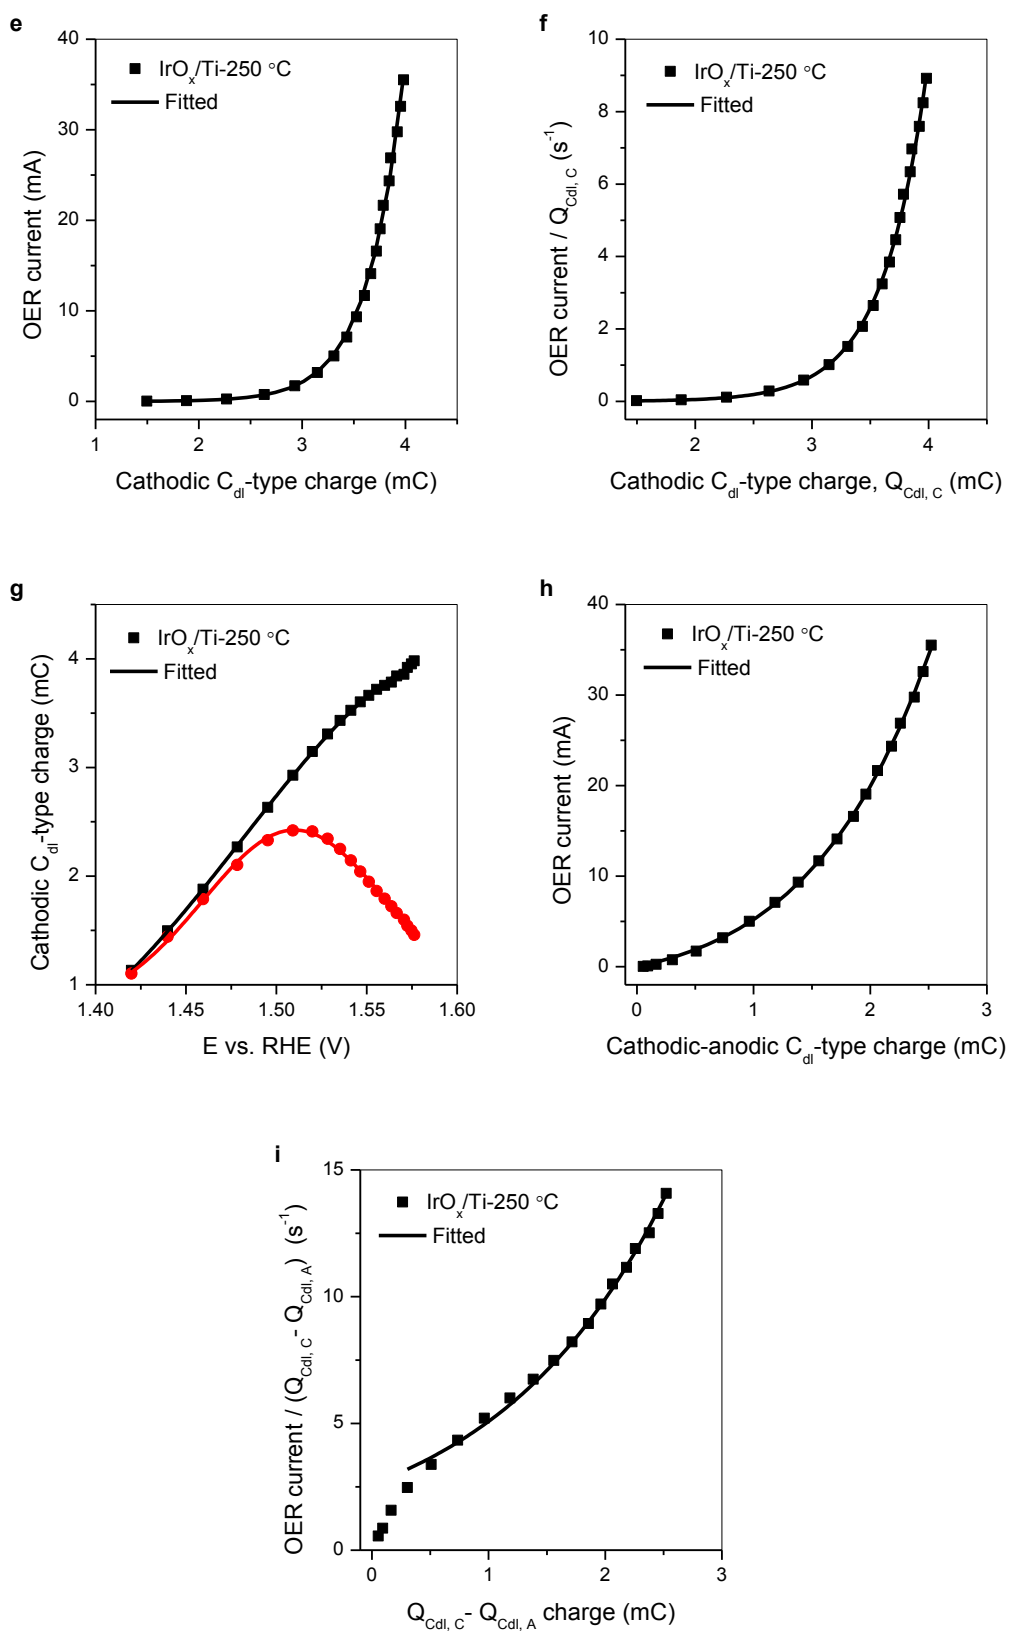 e
IrOx/Ti-250 °C
Fitted
40
30
20
10
0
1
2
3
4
OER current (mA)
Cathodic Cdl-type charge (mC)
f
IrOx/Ti-250 °C
Fitted
10
8
6
4
2
0
2
3
4
OER current / QCdl, C (s-1)
Cathodic Cdl-type charge, QCdl, C (mC)
g
IrOx/Ti-250 °C
Fitted
4
3
2
1
1.40
1.45
1.50
1.55
1.60
Cathodic Cdl-type charge (mC)
E vs. RHE (V)
h
IrOx/Ti-250 °C
Fitted
40
30
20
10
0
0
1
2
3
OER current (mA)
Cathodic-anodic Cdl-type charge (mC)
i
IrOx/Ti-250 °C
Fitted
15
10
5
0
0
1
2
3
OER current / (QCdl, C- QCdl, A) (s-1)
QCdl, C- QCdl, A charge (mC)